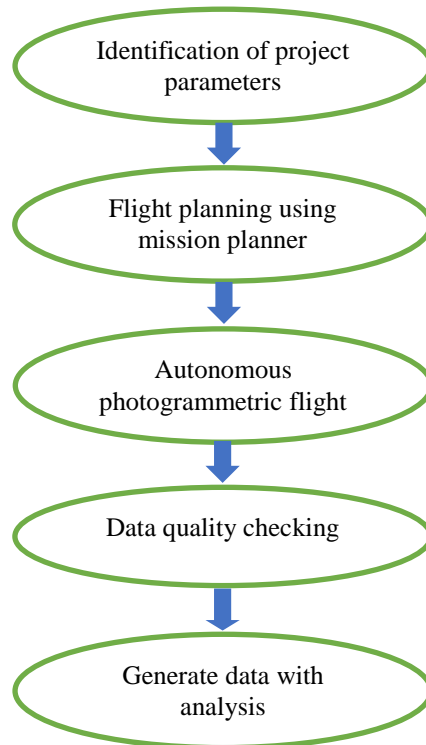 Identification of project
parameters
Flight planning using
mission planner
Autonomous
photogrammetric flight
Data quality checking
Generate data with
analysis